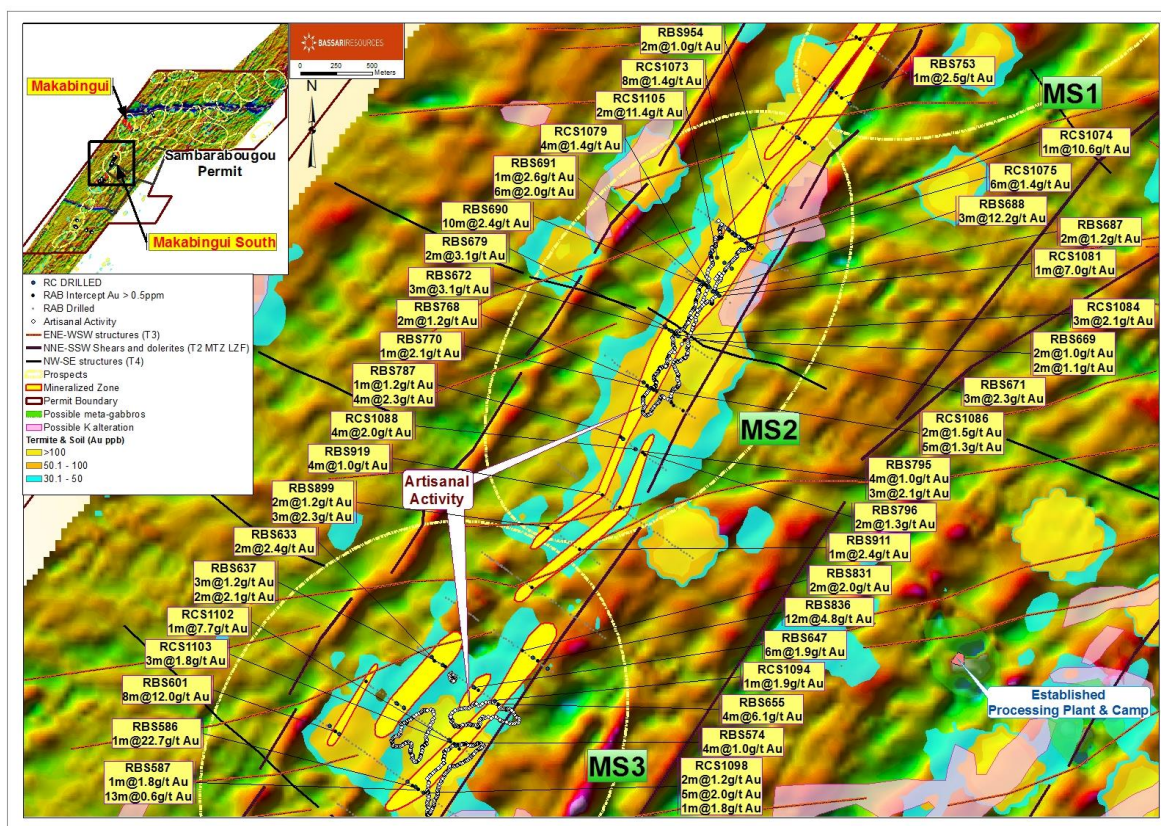 Makabingui
Sambarabougou
Permit
Makabingui South
BASSARIRESOURCES
0 250 500
Meters
N
RC DRILLED
RAB Intercept Au > 0.5ppm
RAB Drilled
Artisanal Activity
ENE-WSW structures (T3)
NNE-SSW Shears and dolerites (T2 MTZ LZF)
NW-SE structures (T4)
Prospects
Mineralized Zone
Permit Boundary
Possible meta-gabbros
Possible K alteration
Termite & Soil (Au ppb)
>100
50.1 - 100
30.1 - 50
RBS954
2m@1.0g/t Au
RCS1073
8m@1.4g/t Au
RCS1105
2m@11.4g/t Au
RCS1079
4m@1.4g/t Au
RBS691
1m@2.6g/t Au
6m@2.0g/t Au
RBS690
10m@2.4g/t Au
RBS679
2m@3.1g/t Au
RBS672
3m@3.1g/t Au
RBS768
2m@1.2g/t Au
RBS770
1m@2.1g/t Au
RBS787
1m@1.2g/t Au
4m@2.3g/t Au
RCS1088
4m@2.0g/t Au
RBS919
4m@1.0g/t Au
Artisanal
Activity
RBS899
2m@1.2g/t Au
3m@2.3g/t Au
RBS633
2m@2.4g/t Au
RBS637
3m@1.2g/t Au
2m@2.1g/t Au
RCS1102
1m@7.7g/t Au
RCS1103
3m@1.8g/t Au
RBS601
8m@12.0g/t Au
RBS586
1m@22.7g/t Au
RBS587
1m@1.8g/t Au
13m@0.6g/t Au
RBS753
1m@2.5g/t Au
MS1
RCS1074
1m@10.6g/t Au
RCS1075
6m@1.4g/t Au
RBS688
3m@12.2g/t Au
RBS687
2m@1.2g/t Au
RCS1081
1m@7.0g/t Au
RCS1084
3m@2.1g/t Au
RBS669
2m@1.0g/t Au
2m@1.1g/t Au
RBS671
3m@2.3g/t Au
MS2
RCS1086
2m@1.5g/t Au
5m@1.3g/t Au
RBS795
4m@1.0g/t Au
3m@2.1g/t Au
RBS796
2m@1.3g/t Au
RBS911
1m@2.4g/t Au
RBS831
2m@2.0g/t Au
RBS836
12m@4.8g/t Au
RBS647
6m@1.9g/t Au
RCS1094
1m@1.9g/t Au
RBS655
4m@6.1g/t Au
RBS574
4m@1.0g/t Au
RCS1098
2m@1.2g/t Au
5m@2.0g/t Au
1m@1.8g/t Au
MS3
Established
Processing Plant & Camp